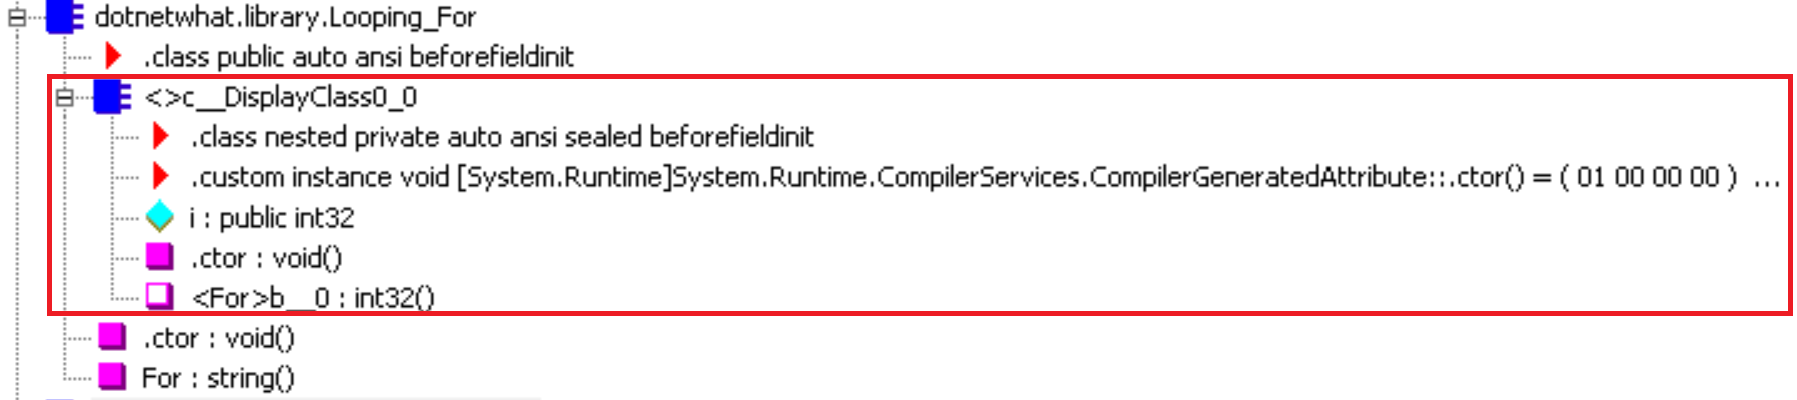 dotnetwhat.library.Looping_For
.class public auto ansi beforefieldinit
<>c__DisplayClass0_0
.class nested private auto ansi sealed beforefieldinit
.custom instance void [System.Runtime]System.Runtime.CompilerServices.CompilerGeneratedAttribute::.ctor() = ( 01 00 00 00 ) ...
i : public int32
.ctor : void()
<For>b__0 : int32()
.ctor : void()
For : string()